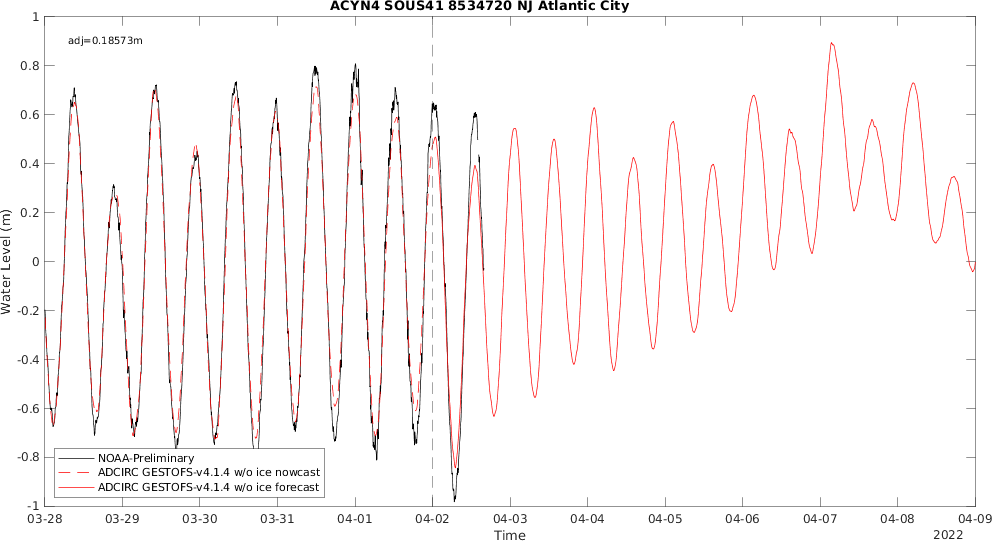 ACYN4 SOUS41 8534720 NJ Atlantic City
adj=0.18573m
Water Level (m)
1
0.8
0.6
0.4
0.2
0
-0.2
-0.4
-0.6
-0.8
-1
NOAA-Preliminary
ADCIRC GESTOFS-v4.1.4 w/o ice nowcast
ADCIRC GESTOFS-v4.1.4 w/o ice forecast
03-28 03-29 03-30 03-31 04-01 04-02 04-03 04-04 04-05 04-06 04-07 04-08 04-09
Time
2022